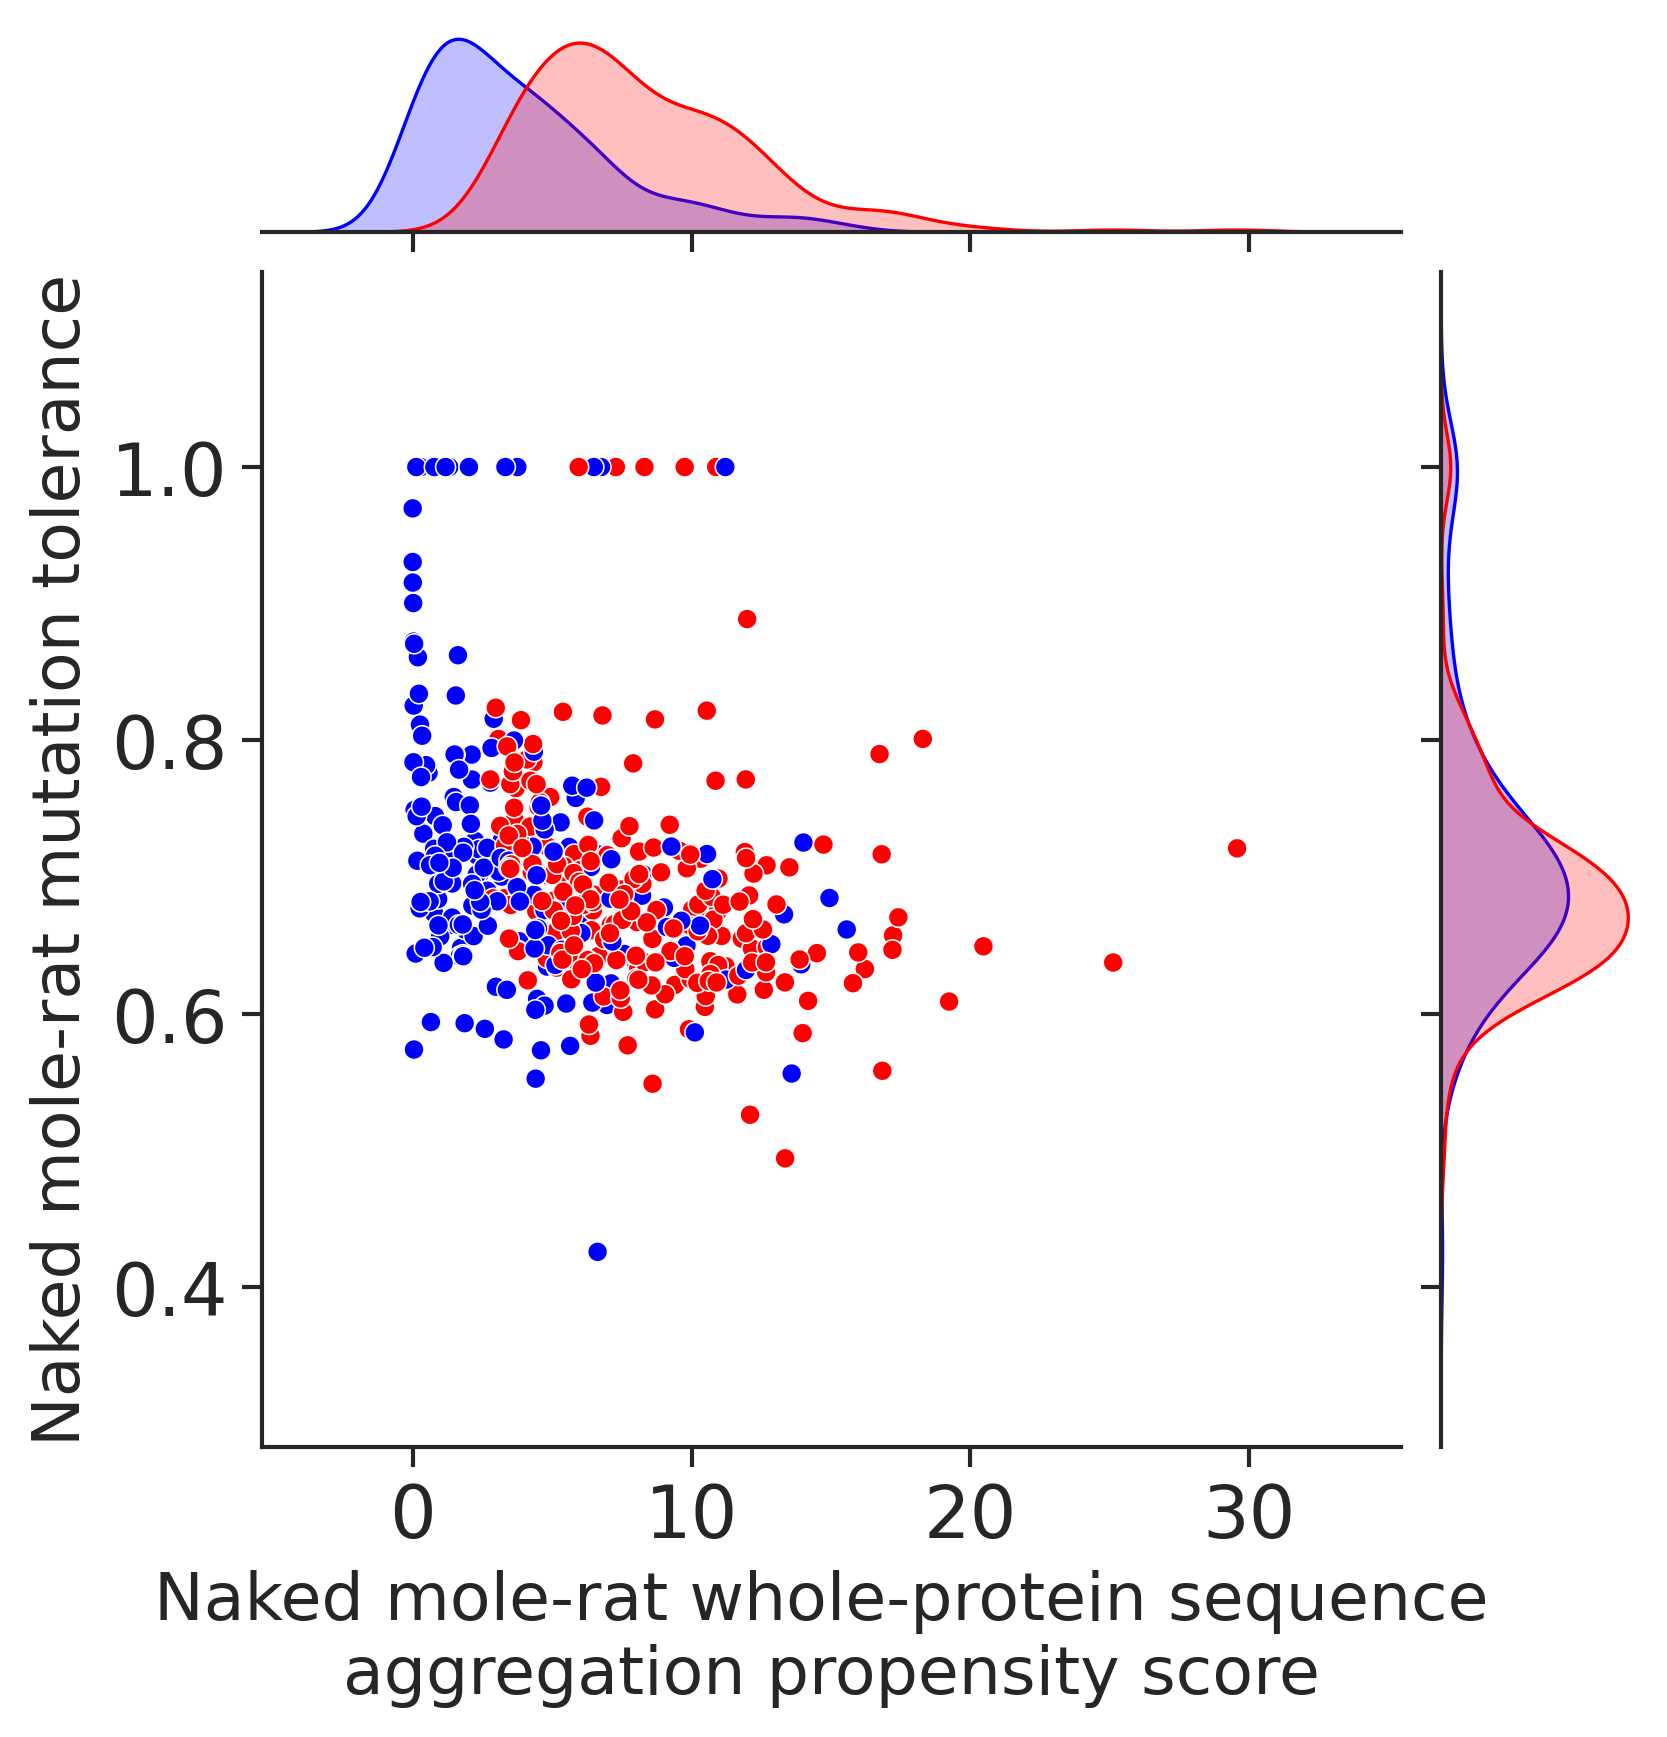 Naked mole-rat mutation tolerance
1.0
0.8
0.6
0.4
0
10
20
30
Naked mole-rat whole-protein sequence
aggregation propensity score